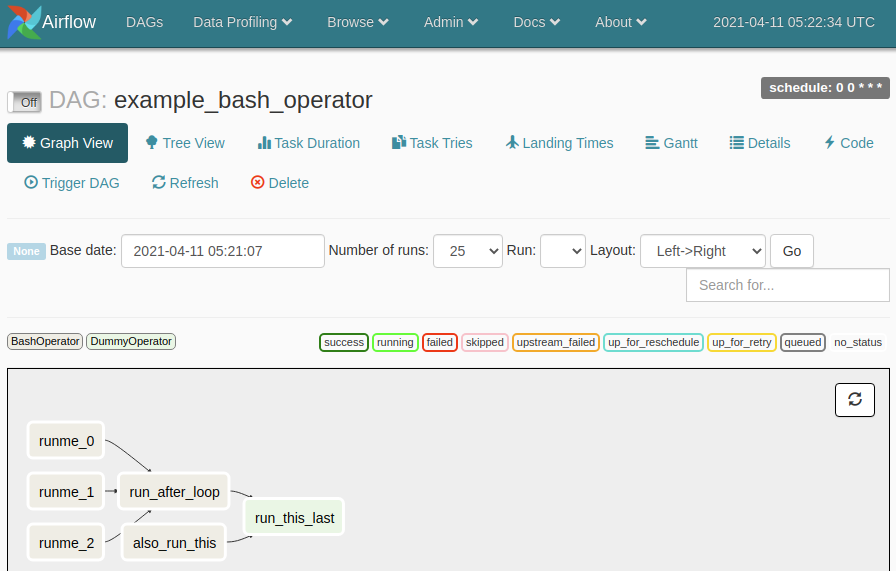 Airflow DAGs Data Profiling Browse Admin Docs About 2021-04-11 05:22:34 UTC
schedule: 0 0 * * *
Off DAG: example_bash_operator
Graph View Tree View Task Duration Task Tries Landing Times Gantt Details Code
Trigger DAG Refresh Delete
None Base date: 2021-04-11 05:21:07 Number of runs: 25 Run: Layout: Left->Right Go
Search for...
BashOperator DummyOperator success running failed skipped upstream_failed up_for_reschedule up_for_retry queued no_status
runme_0
runme_1 run_after_loop
run_this_last
runme_2 also_run_this